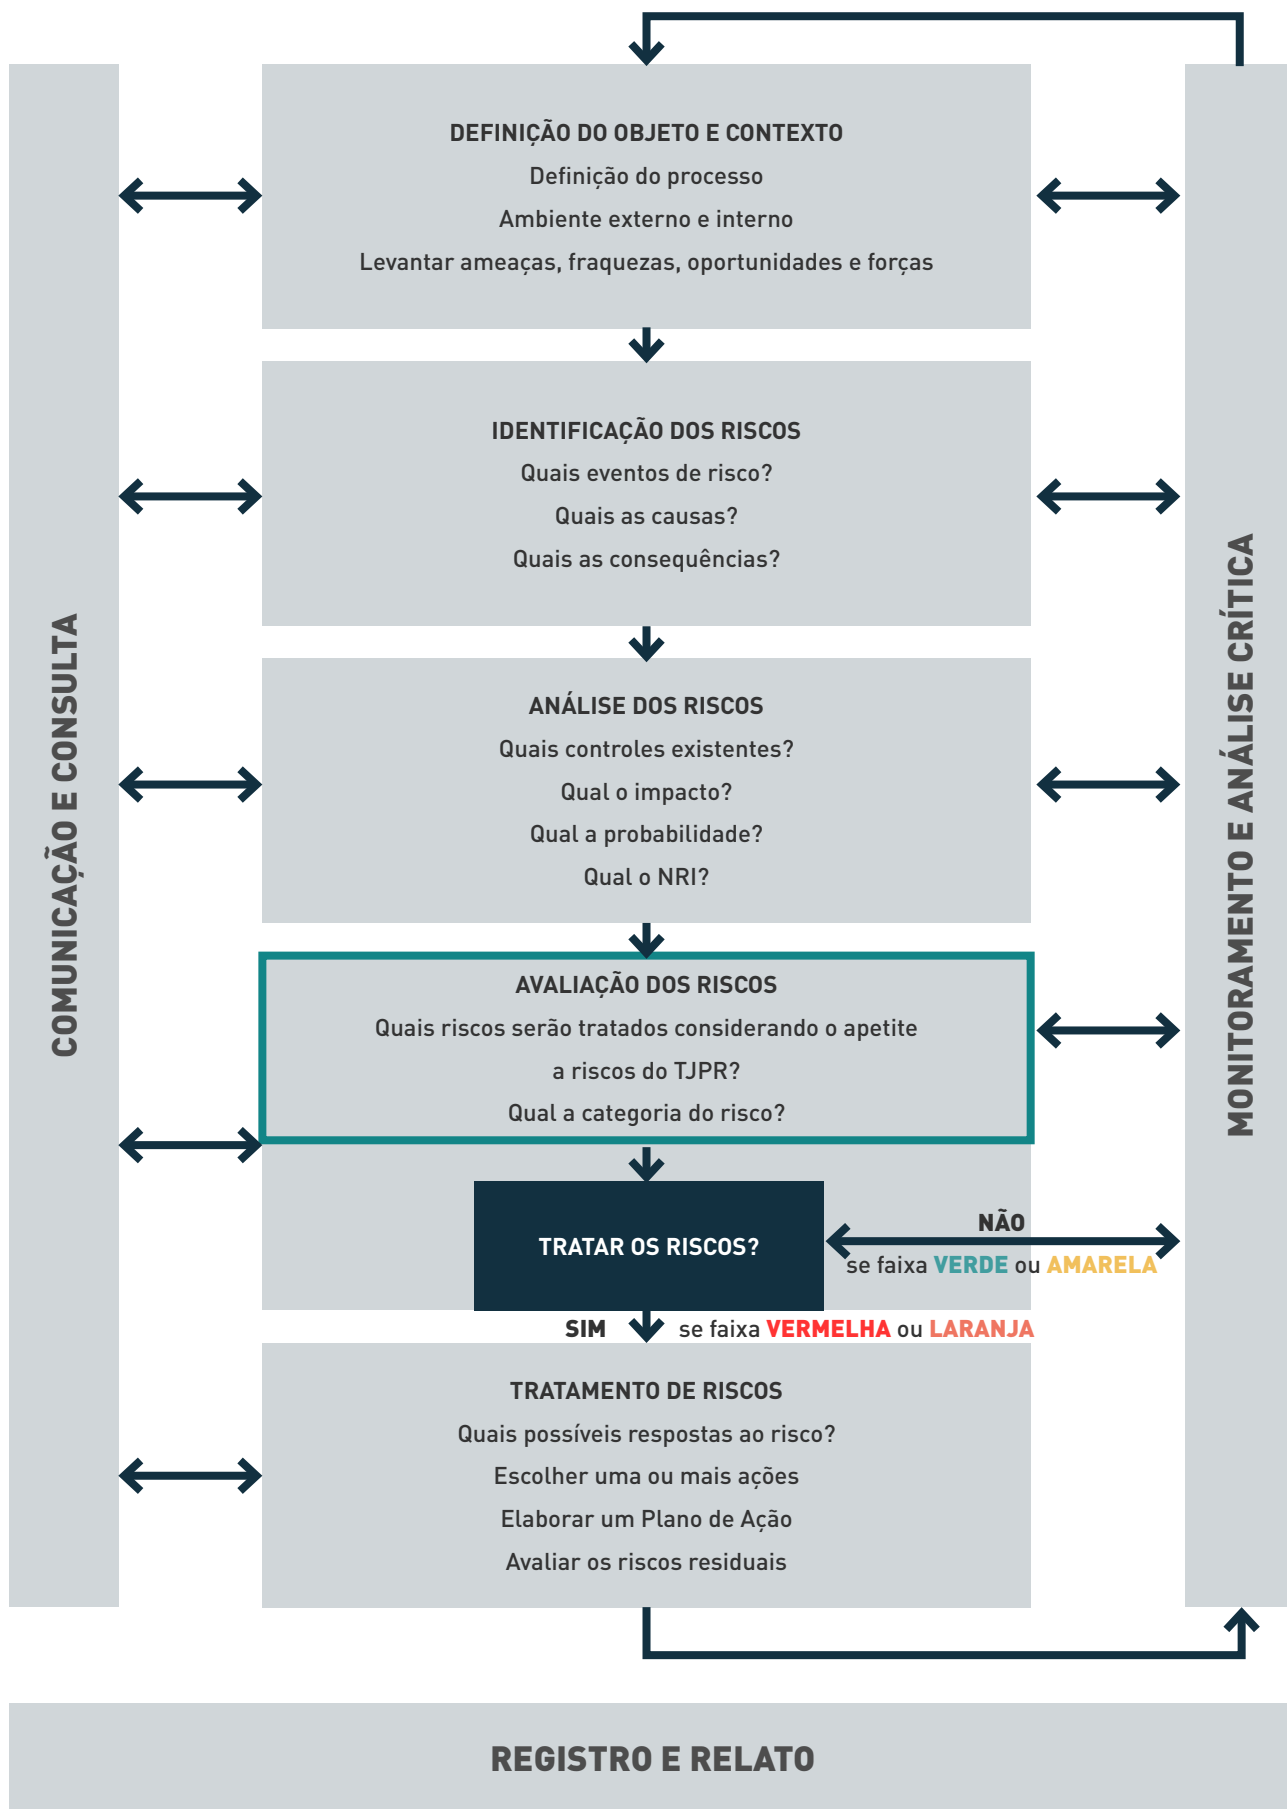 DEFINIÇÃO DO OBJETO E CONTEXTO
Definição do processo
Ambiente externo e interno
Levantar ameaças, fraquezas, oportunidades e forças
IDENTIFICAÇÃO DOS RISCOS
Quais eventos de risco?
Quais as causas?
Quais as consequências?
COMUNICAÇÃO E CONSULTA
MONITORAMENTO E ANÁLISE CRÍTICA
ANÁLISE DOS RISCOS
Quais controles existentes?
Qual o impacto?
Qual a probabilidade?
Qual o NRI?
AVALIAÇÃO DOS RISCOS
Quais riscos serão tratados considerando o apetite
a riscos do TJPR?
Qual a categoria do risco?
TRATAR OS RISCOS?
NÃO
se faixa VERDE ou AMARELA
SIM se faixa VERMELHA ou LARANJA
TRATAMENTO DE RISCOS
Quais possíveis respostas ao risco?
Escolher uma ou mais ações
Elaborar um Plano de Ação
Avaliar os riscos residuais
REGISTRO E RELATO